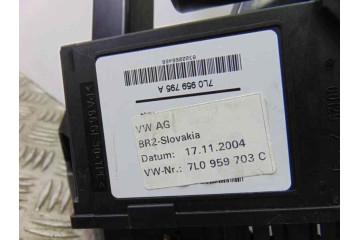 7L0 959 795 A
VW AG
BR2-Slovakia
Datum: 17.11.2004
VW-Nr.: 7L0 959 703 C